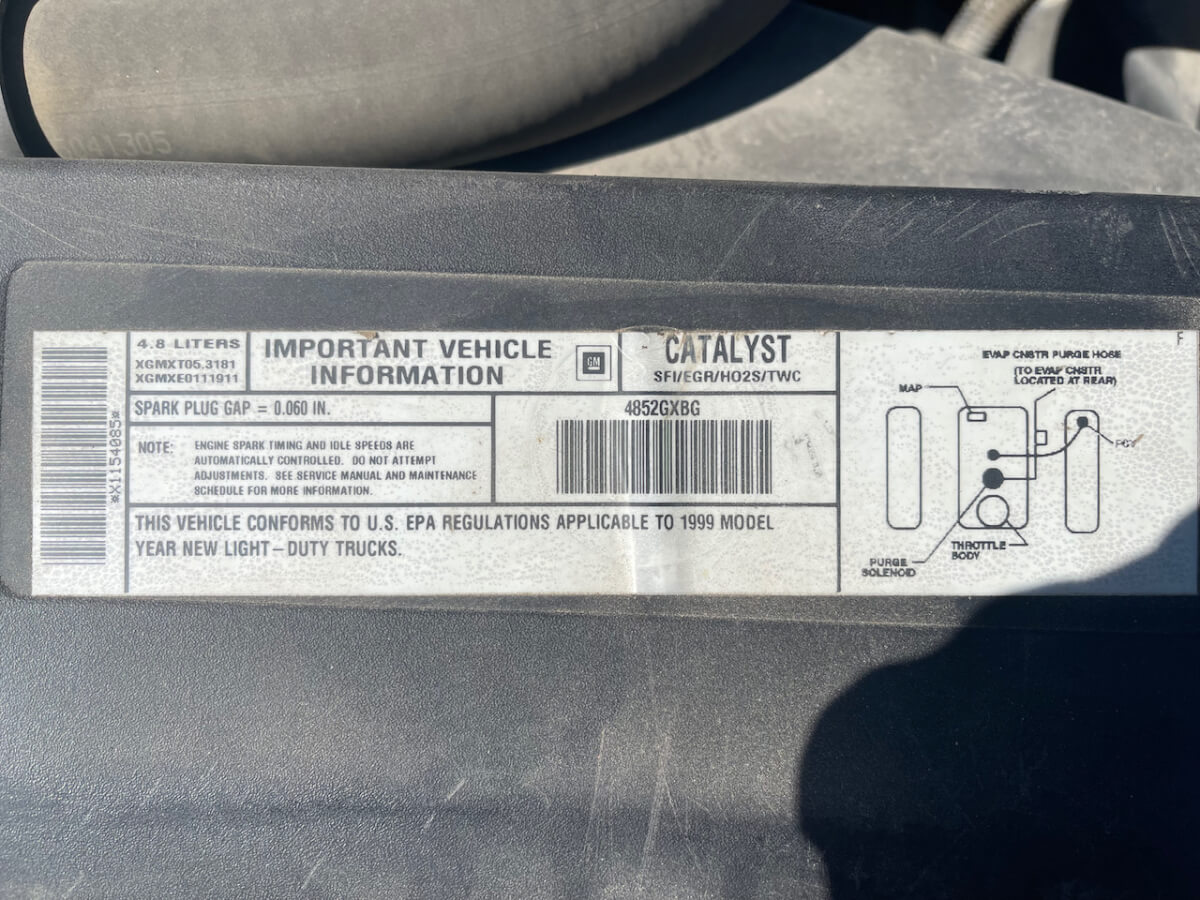 041305
4.8 LITERS
XGMXT05.3181
XGMXE0111911
IMPORTANT VEHICLE
INFORMATION
GM
CATALYST
SFI/EGR/HO2S/TWC
*X1154085*
SPARK PLUG GAP = 0.060 IN.
NOTE: ENGINE SPARK TIMING AND IDLE SPEEDS ARE
AUTOMATICALLY CONTROLLED. DO NOT ATTEMPT
ADJUSTMENTS. SEE SERVICE MANUAL AND MAINTENANCE
SCHEDULE FOR MORE INFORMATION.
4852GXBG
THIS VEHICLE CONFORMS TO U.S. EPA REGULATIONS APPLICABLE TO 1999 MODEL
YEAR NEW LIGHT-DUTY TRUCKS.
F
EVAP CNSTR PURGE HOSE
(TO EVAP CNSTR
LOCATED AT REAR)
MAP
PCV
THROTTLE
BODY
PURGE
SOLENOID